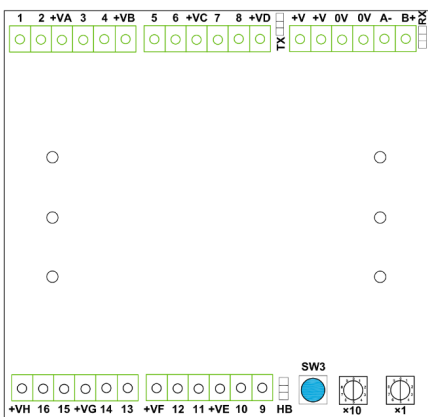 1 2 +VA 3 4 +VB 5 6 +VC 7 8 +VD TX +V +V 0V 0V A- B+ RX
SW3
+VH 16 15 +VG 14 13 +VF 12 11 +VE 10 9 HB ×10 ×1